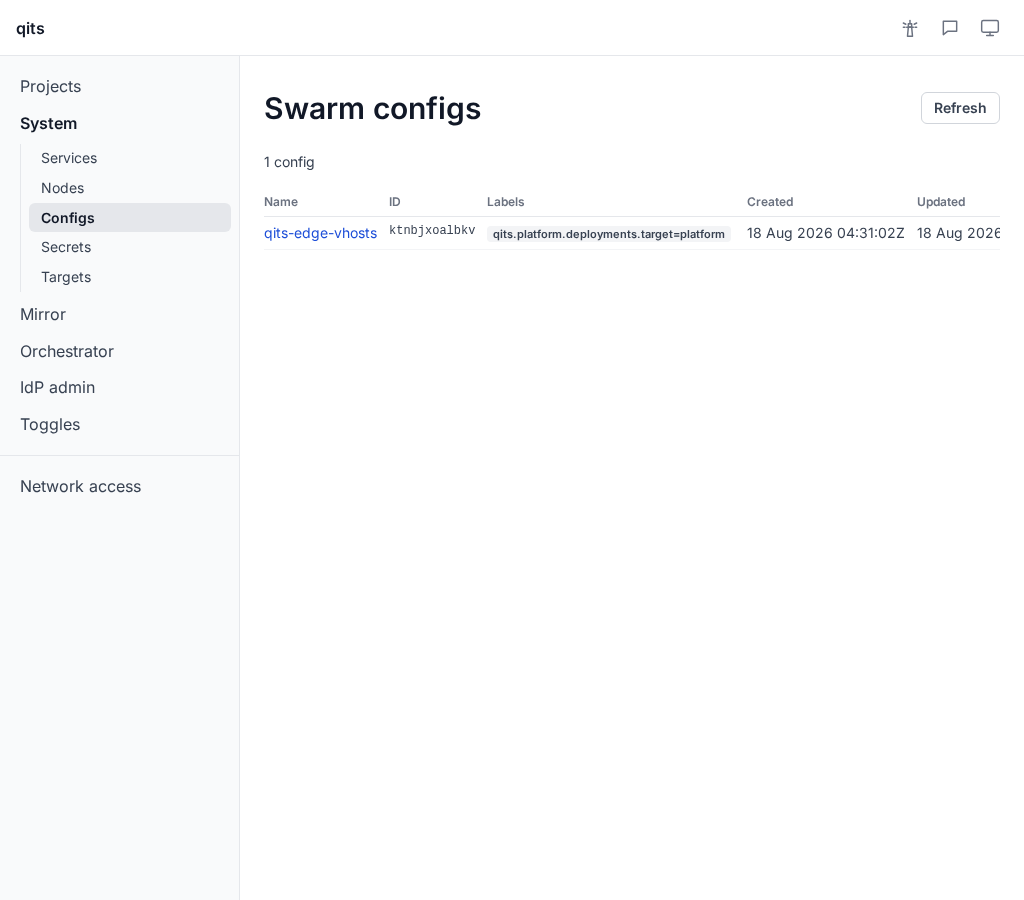 qits
Projects
System
Services
Nodes
Configs
Secrets
Targets
Mirror
Orchestrator
IdP admin
Toggles
Network access
Swarm configs
Refresh
1 config
Name ID Labels Created Updated
qits-edge-vhosts ktnbjxoalbkv qits.platform.deployments.target=platform 18 Aug 2026 04:31:02Z 18 Aug 2026